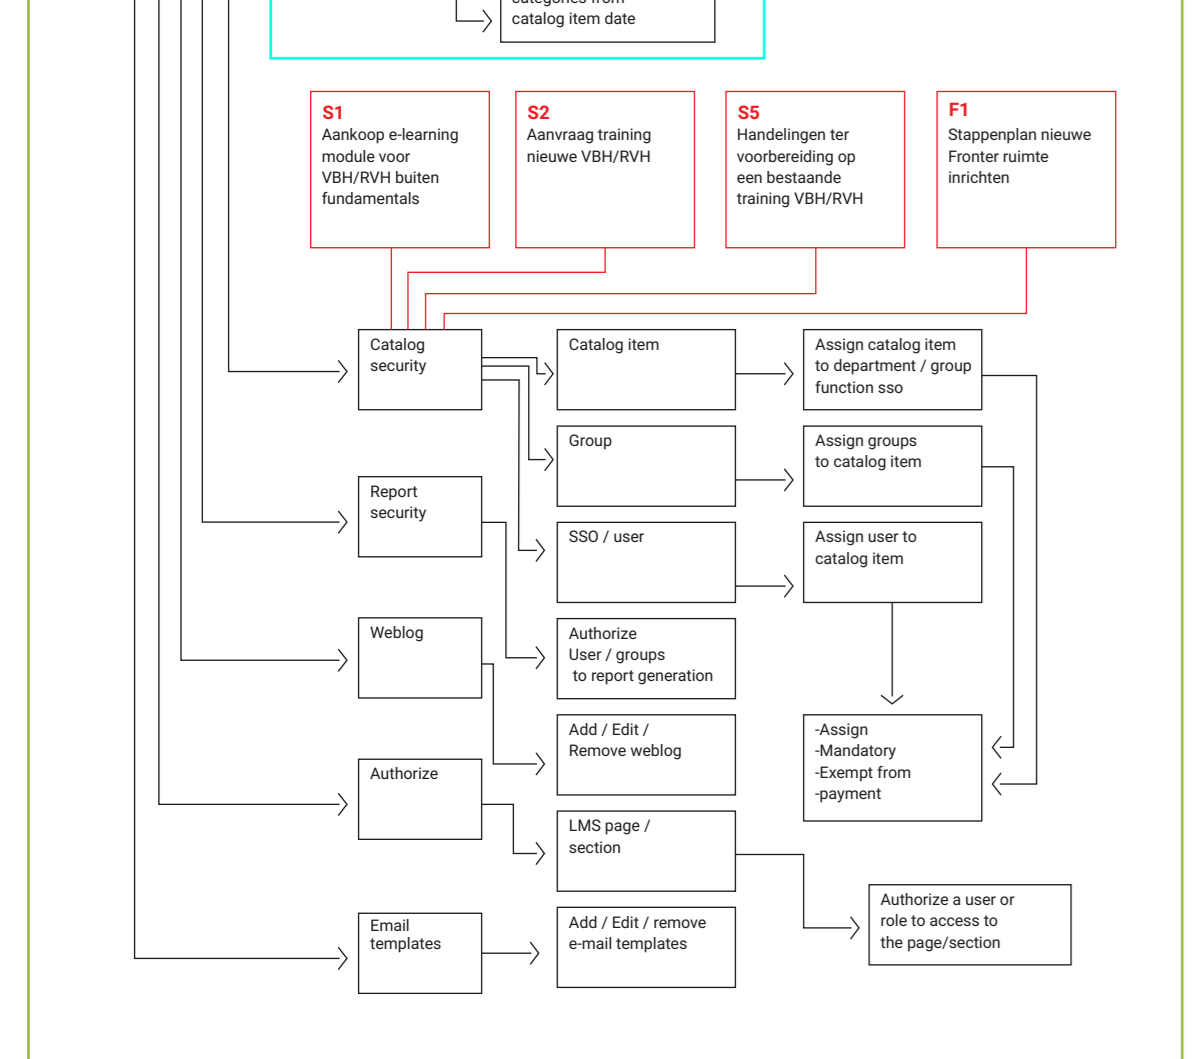 categories from
catalog item date
S1
Aankoop e-learning
module voor
VBH/RVH buiten
fundamentals
S2
Aanvraag training
nieuwe VBH/RVH
S5
Handelingen ter
voorbereiding op
een bestaande
training VBH/RVH
F1
Stappenplan nieuwe
Fronter ruimte
inrichten
Catalog
security
Catalog item
Assign catalog item
to department / group
function sso
Group
Assign groups
to catalog item
Report
security
SSO / user
Assign user to
catalog item
Weblog
Authorize
User / groups
to report generation
Add / Edit /
Remove weblog
-Assign
-Mandatory
-Exempt from
-payment
Authorize
LMS page /
section
Authorize a user or
role to access to
the page/section
Email
templates
Add / Edit / remove
e-mail templates